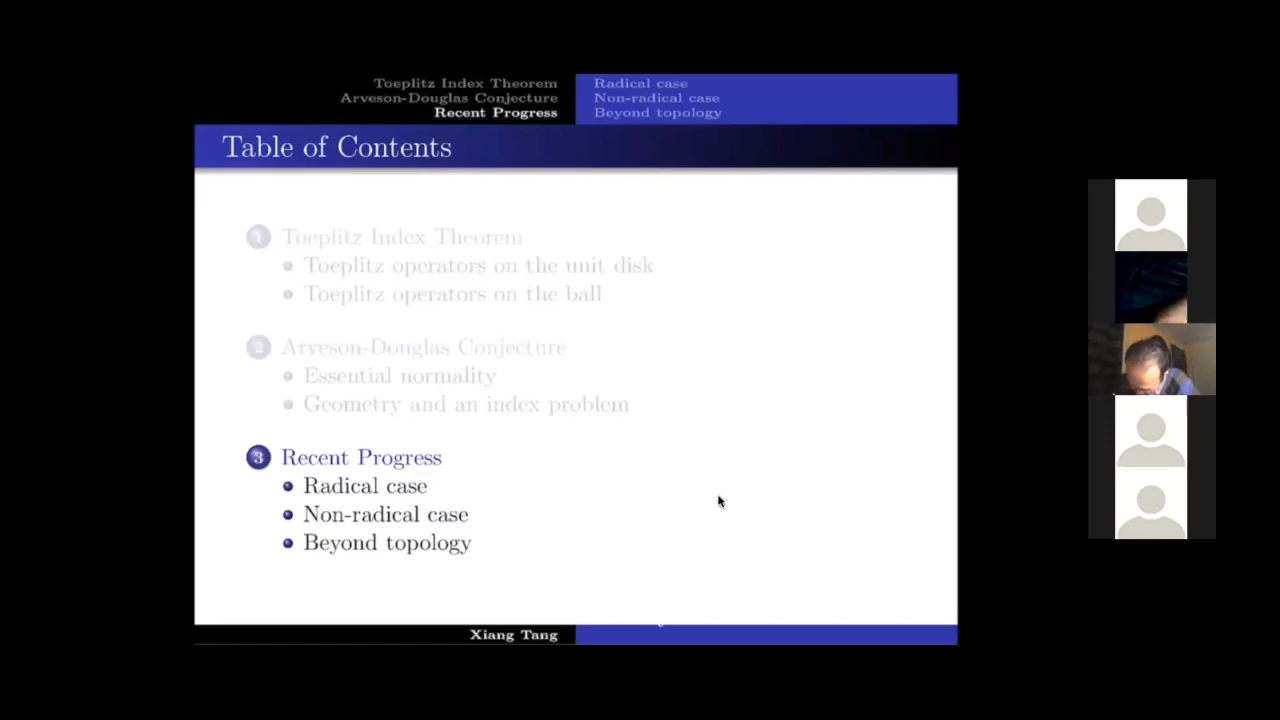 Toeplitz Index Theorem
Arveson-Douglas Conjecture
Recent Progress
Radical case
Non-radical case
Beyond topology
Table of Contents
1 Toeplitz Index Theorem
Toeplitz operators on the unit disk
Toeplitz operators on the ball
2 Arveson-Douglas Conjecture
Essential normality
Geometry and an index problem
3 Recent Progress
Radical case
Non-radical case
Beyond topology
Xiang Tang